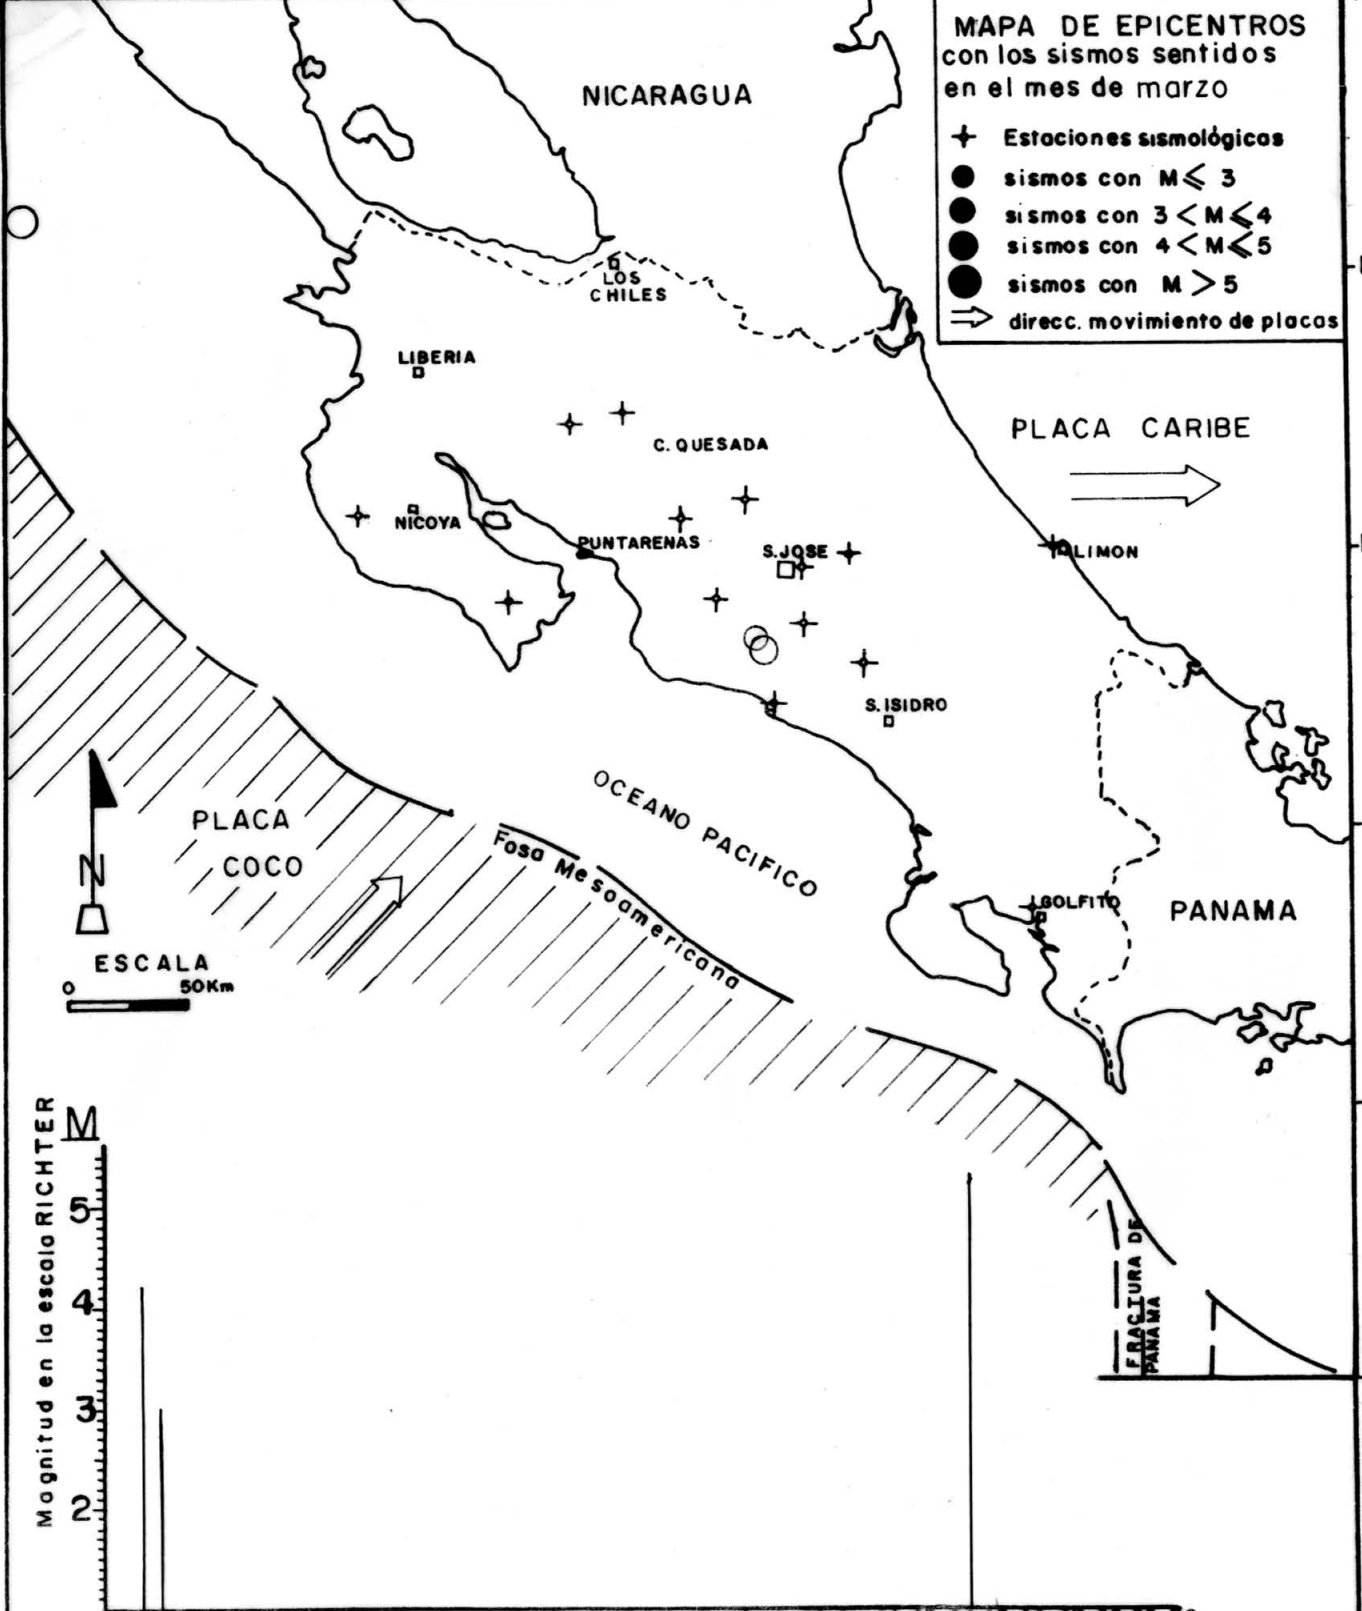 MAPA DE EPICENTROS
con los sismos sentidos
en el mes de marzo
Estaciones sismológicas
sismos con M ⩽ 3
sismos con 3 < M ⩽ 4
sismos con 4 < M ⩽ 5
sismos con M > 5
direcc. movimiento de placas
NICARAGUA
LOS
CHILES
LIBERIA
C. QUESADA
PLACA CARIBE
NICOYA
PUNTARENAS
S. JOSE
LIMON
S. ISIDRO
OCEANO PACIFICO
PLACA
COCO
Fosa Mesoamericana
GOLFITO
PANAMA
N
ESCALA
0 50Km
FRACTURA DE
PANAMA
Magnitud en la escala RICHTER
M
5
4
3
2